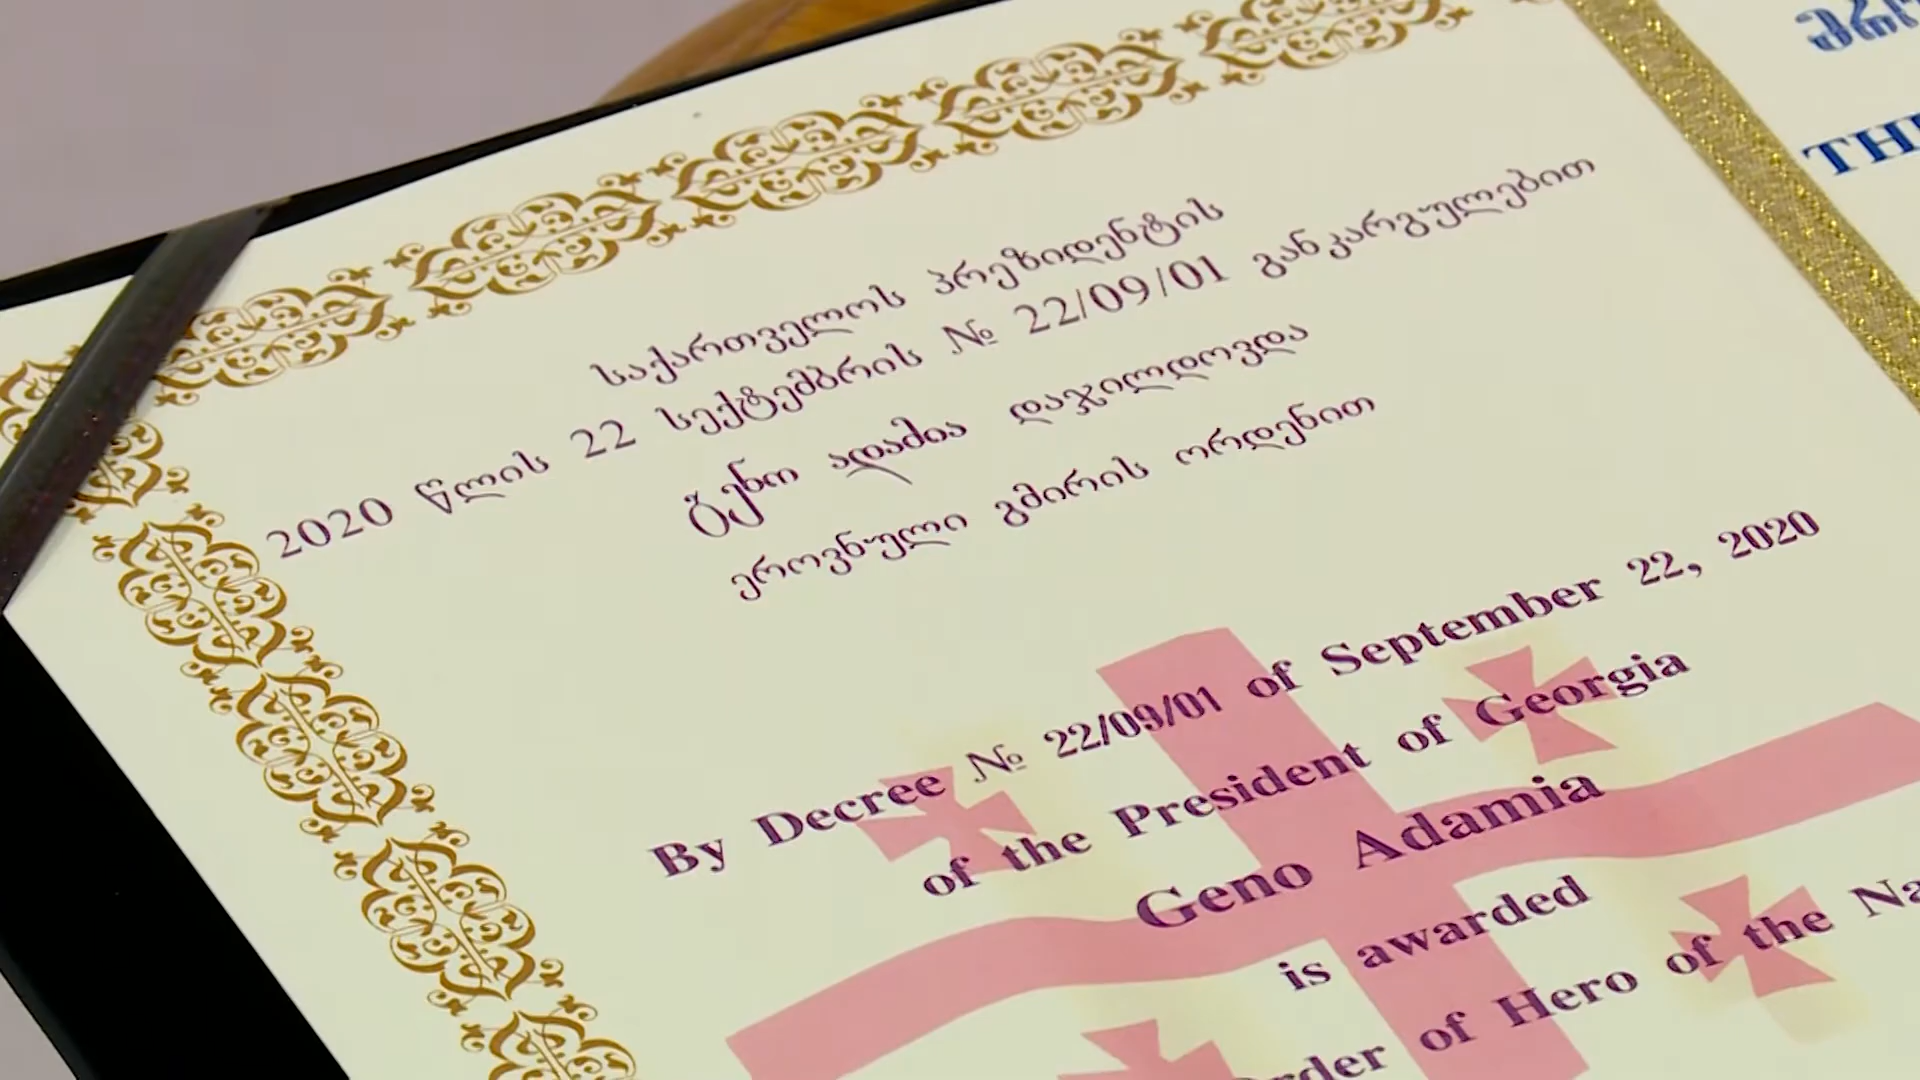 საქართველოს პრეზიდენტის
2020 წლის 22 სექტემბრის № 22/09/01 განკარგულებით
გენო ადამია დაჯილდოვდა
ეროვნული გმირის ორდენით
By Decree № 22/09/01 of September 22, 2020
of the President of Georgia
Geno Adamia
is awarded
of Hero of the